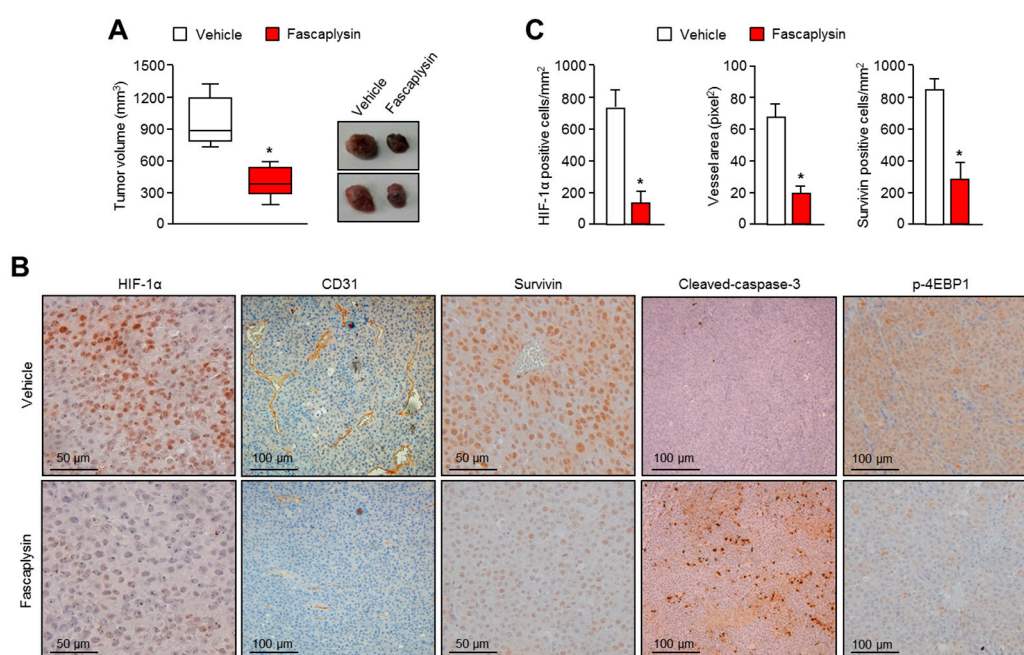 A
Vehicle Fascaplysin
Tumor volume (mm³)
1500
1200
900
600
300
0
*
Vehicle
Fascaplysin
C
Vehicle Fascaplysin
HIF-1α positive cells/mm²
1000
800
600
400
200
0
*
Vessel area (pixel²)
100
80
60
40
20
0
*
Survivin positive cells/mm²
1000
800
600
400
200
0
*
B
HIF-1α CD31 Survivin Cleaved-caspase-3 p-4EBP1
Vehicle
50 µm 100 µm 50 µm 100 µm 100 µm
Fascaplysin
50 µm 100 µm 50 µm 100 µm 100 µm